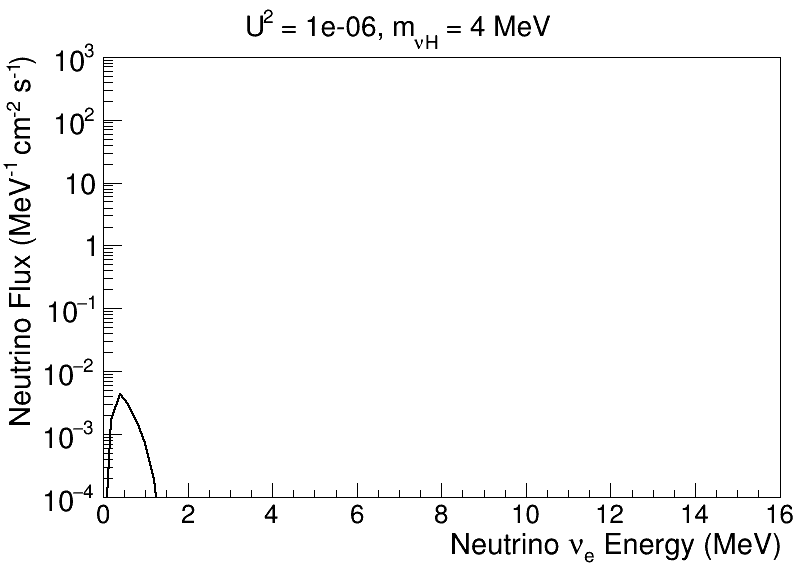 U² = 1e-06, m_νH = 4 MeV
Neutrino Flux (MeV⁻¹ cm⁻² s⁻¹)
10³
10²
10
1
10⁻¹
10⁻²
10⁻³
10⁻⁴
0 2 4 6 8 10 12 14 16
Neutrino νₑ Energy (MeV)